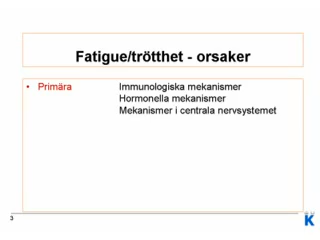 Fatigue/trötthet - orsaker
• Primära Immunologiska mekanismer
Hormonella mekanismer
Mekanismer i centrala nervsystemet
3
K